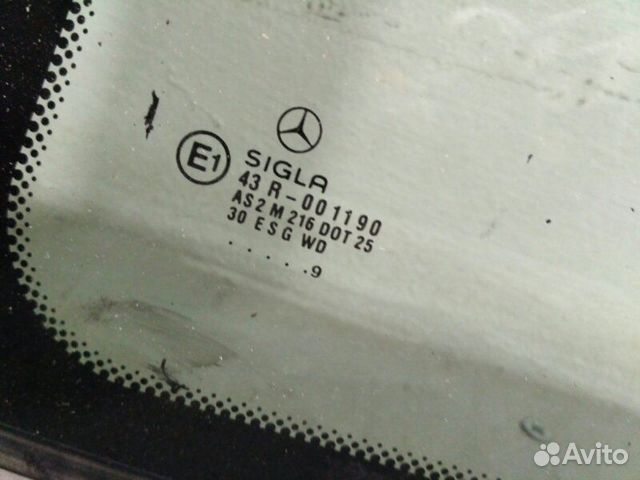 E1
SIGLA
43 R-001190
AS2 M 216 DOT 25
30 ESG WD
. . . . . 9
Avito